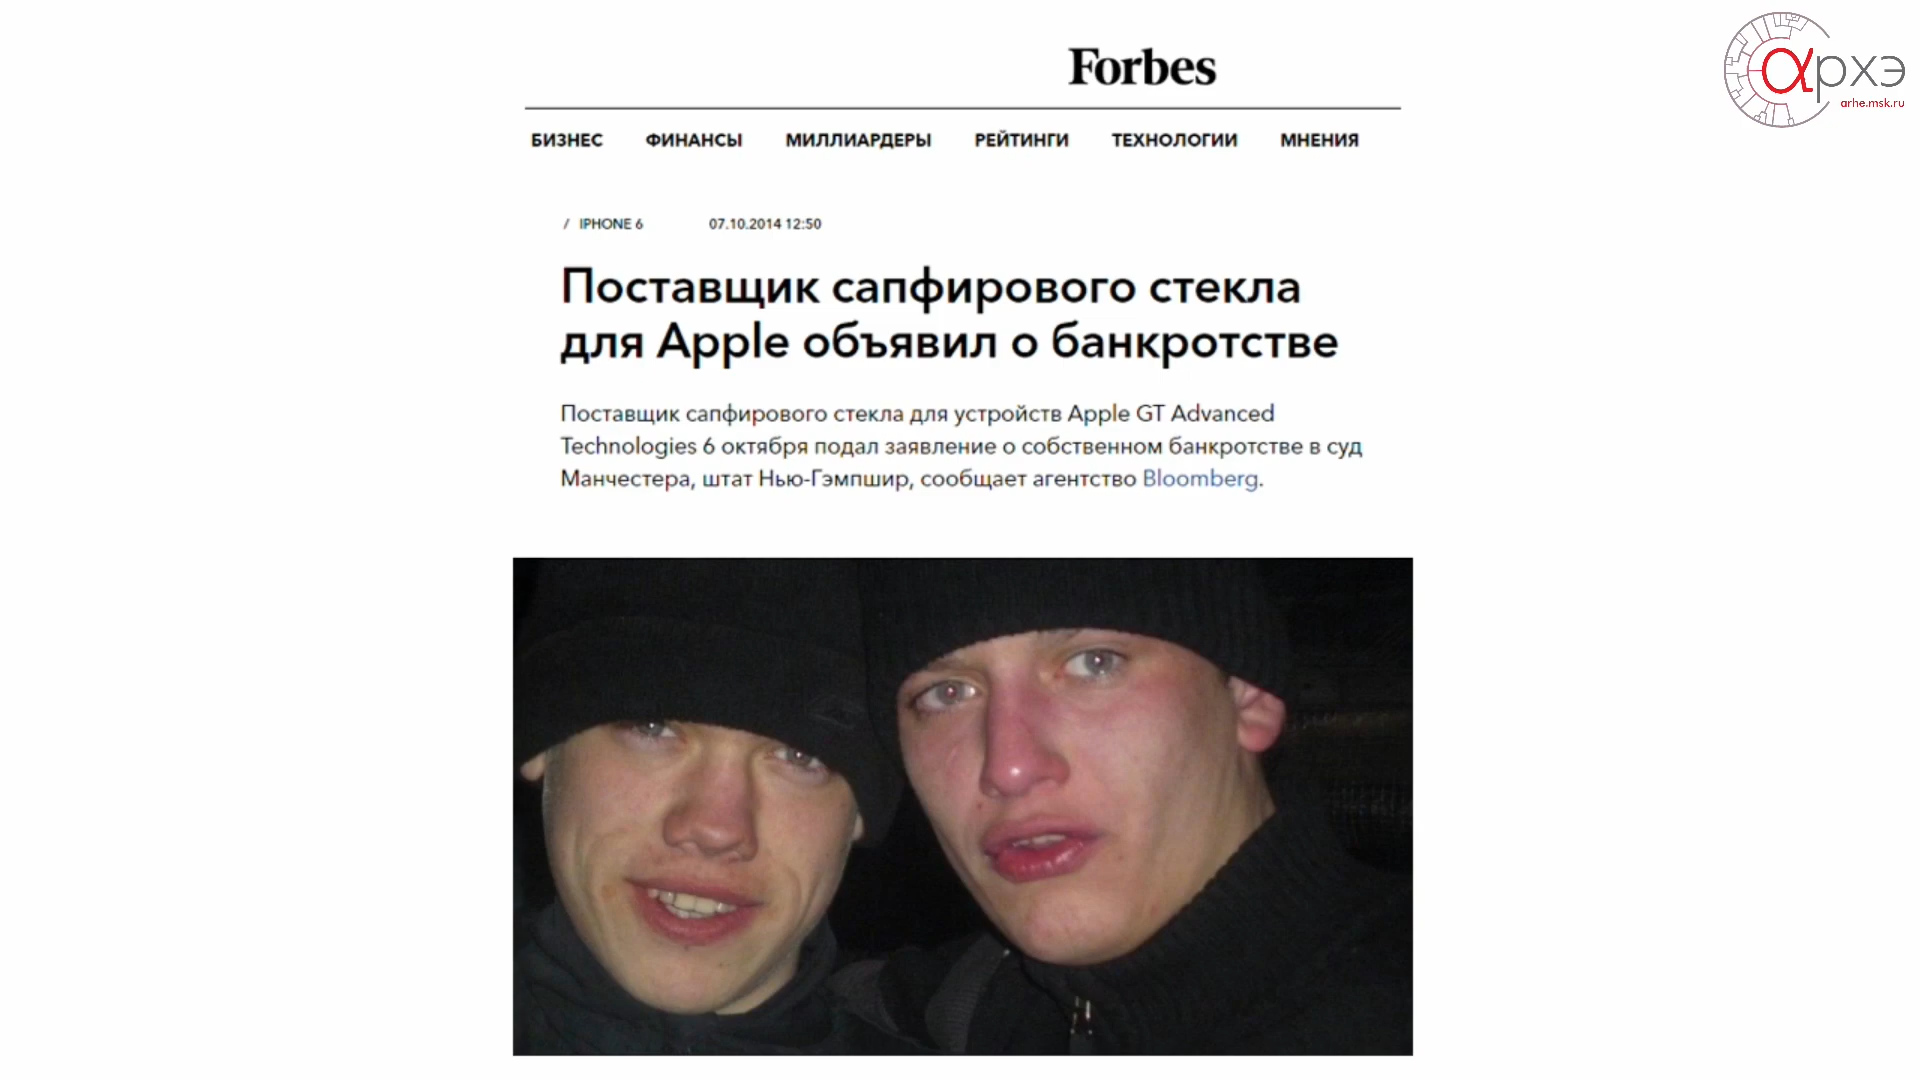 Forbes
αρхэ
arhe.msk.ru
БИЗНЕС ФИНАНСЫ МИЛЛИАРДЕРЫ РЕЙТИНГИ ТЕХНОЛОГИИ МНЕНИЯ
/ IPHONE 6 07.10.2014 12:50
Поставщик сапфирового стекла
для Apple объявил о банкротстве
Поставщик сапфирового стекла для устройств Apple GT Advanced
Technologies 6 октября подал заявление о собственном банкротстве в суд
Манчестера, штат Нью-Гэмпшир, сообщает агентство Bloomberg.